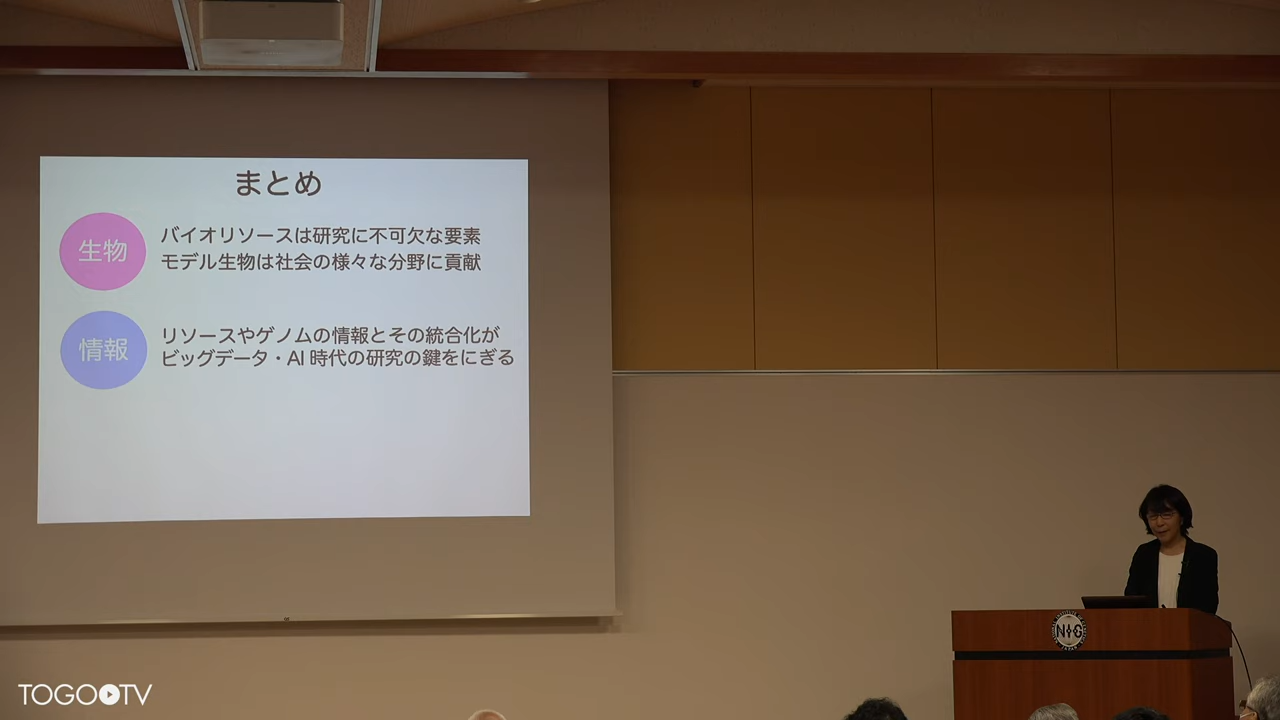 まとめ
生物
バイオリソースは研究に不可欠な要素
モデル生物は社会の様々な分野に貢献
情報
リソースやゲノムの情報とその統合化が
ビッグデータ・AI 時代の研究の鍵をにぎる
NIG
TOGO TV